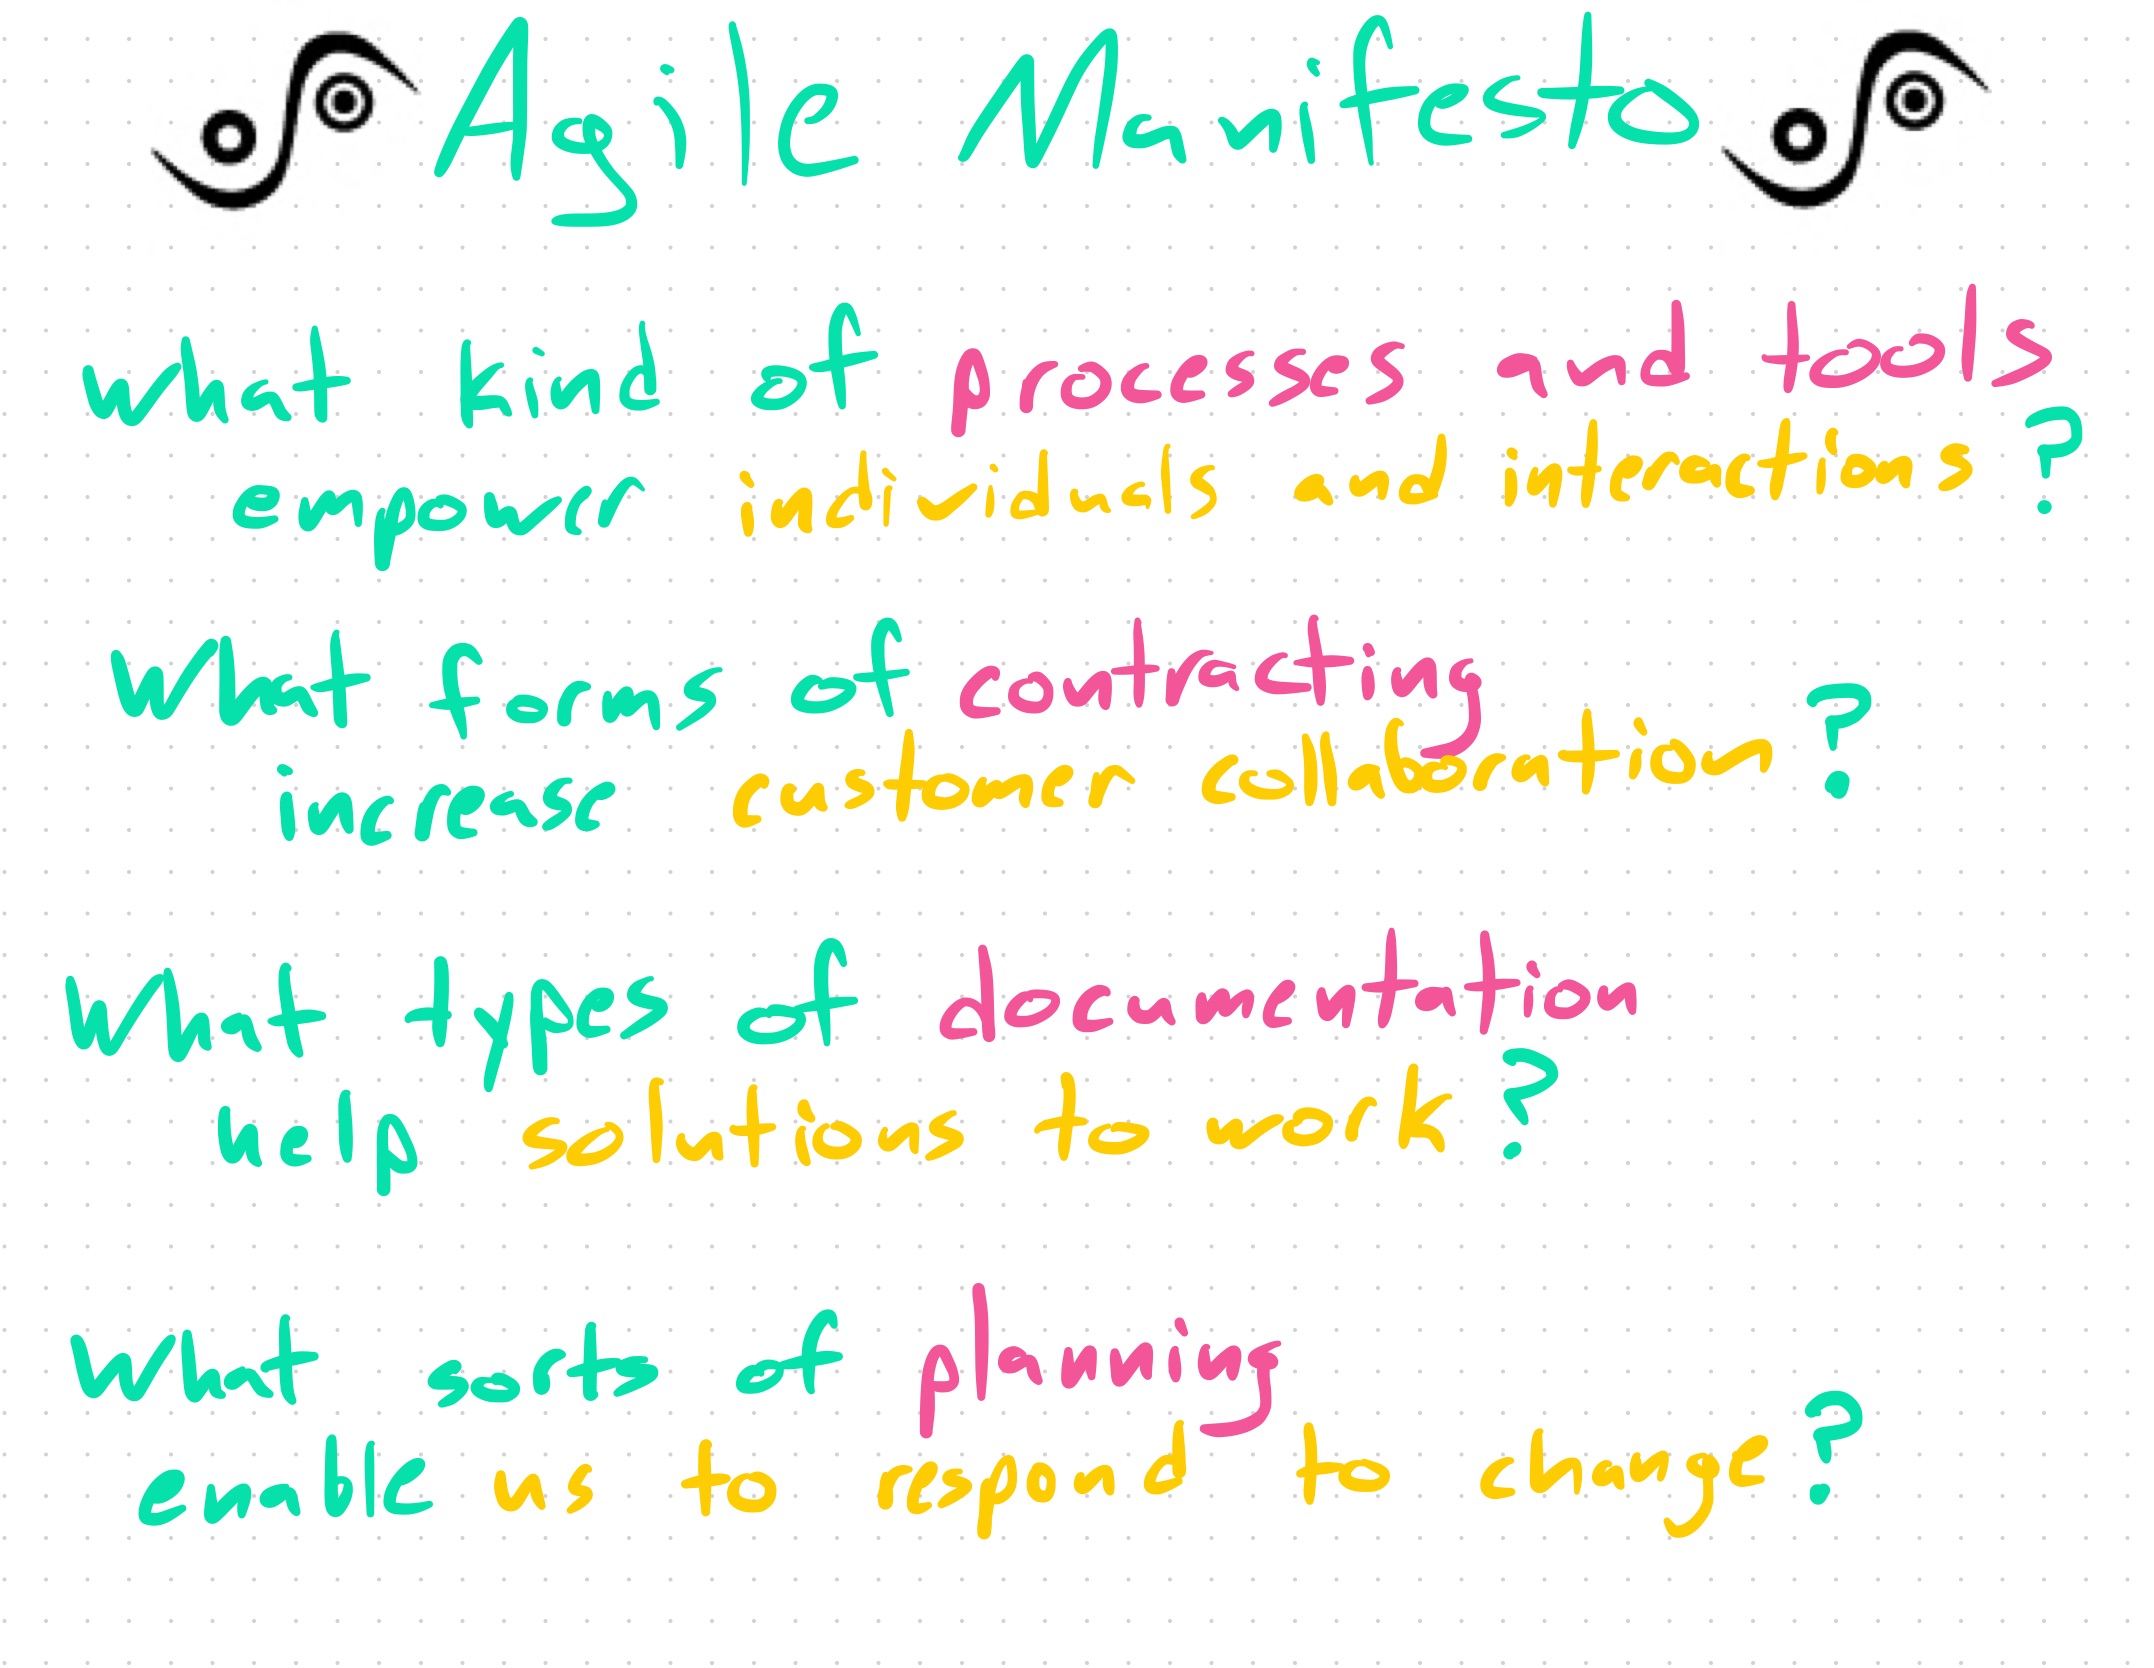 Agile Manifesto
What kind of processes and tools
empower individuals and interactions?
What forms of contracting
increase customer collaboration?
What types of documentation
help solutions to work?
What sorts of planning
enable us to respond to change?